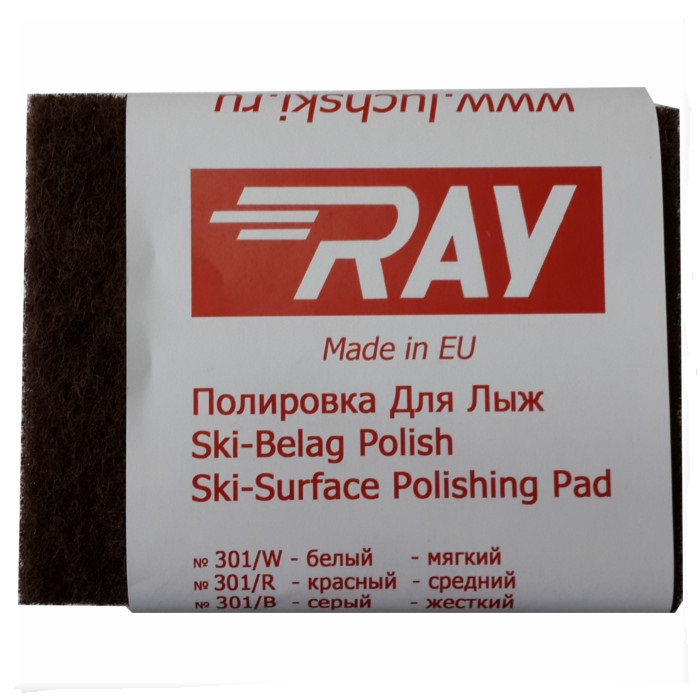 www.luchski.ru
RAY
Made in EU
Полировка Для Лыж
Ski-Belag Polish
Ski-Surface Polishing Pad
№ 301/W - белый - мягкий
№ 301/R - красный - средний
№ 301/B - серый - жесткий